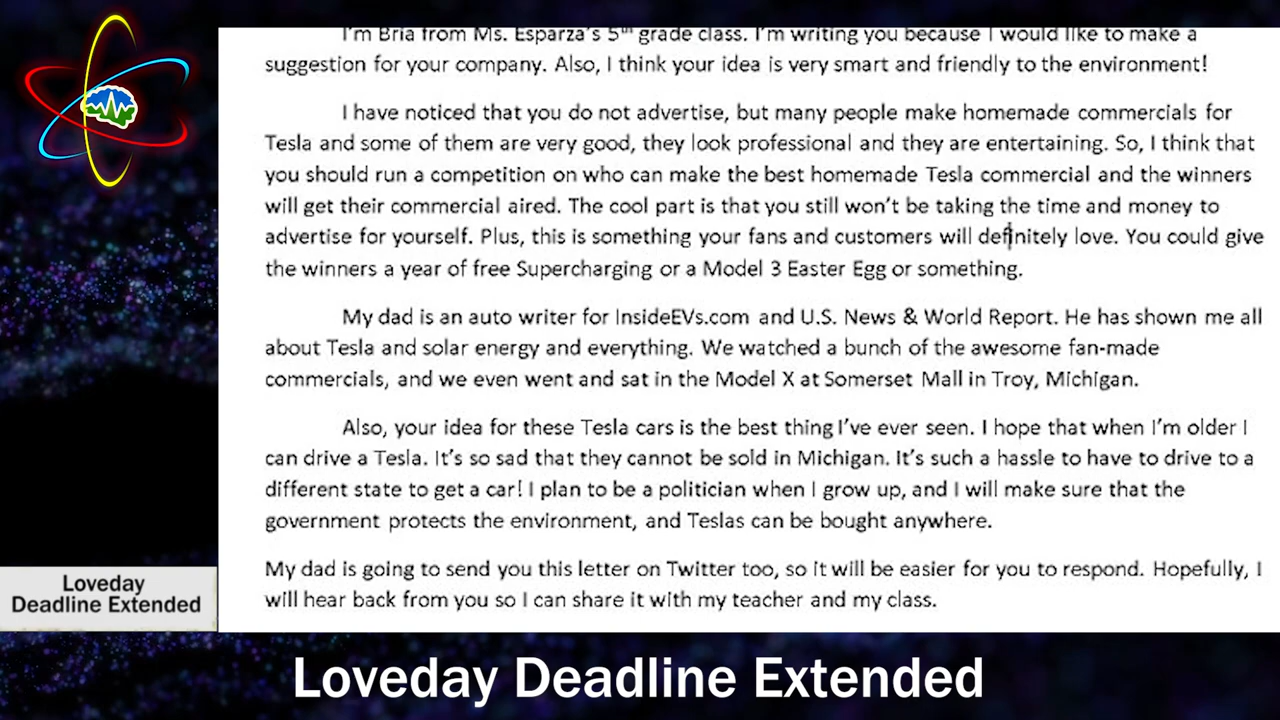 I'm Bria from Ms. Esparza's 5th grade class. I'm writing you because I would like to make a
suggestion for your company. Also, I think your idea is very smart and friendly to the environment!
I have noticed that you do not advertise, but many people make homemade commercials for
Tesla and some of them are very good, they look professional and they are entertaining. So, I think that
you should run a competition on who can make the best homemade Tesla commercial and the winners
will get their commercial aired. The cool part is that you still won't be taking the time and money to
advertise for yourself. Plus, this is something your fans and customers will definitely love. You could give
the winners a year of free Supercharging or a Model 3 Easter Egg or something.
My dad is an auto writer for InsideEVs.com and U.S. News & World Report. He has shown me all
about Tesla and solar energy and everything. We watched a bunch of the awesome fan-made
commercials, and we even went and sat in the Model X at Somerset Mall in Troy, Michigan.
Also, your idea for these Tesla cars is the best thing I've ever seen. I hope that when I'm older I
can drive a Tesla. It's so sad that they cannot be sold in Michigan. It's such a hassle to have to drive to a
different state to get a car! I plan to be a politician when I grow up, and I will make sure that the
government protects the environment, and Teslas can be bought anywhere.
My dad is going to send you this letter on Twitter too, so it will be easier for you to respond. Hopefully, I
will hear back from you so I can share it with my teacher and my class.
Loveday
Deadline Extended
Loveday Deadline Extended